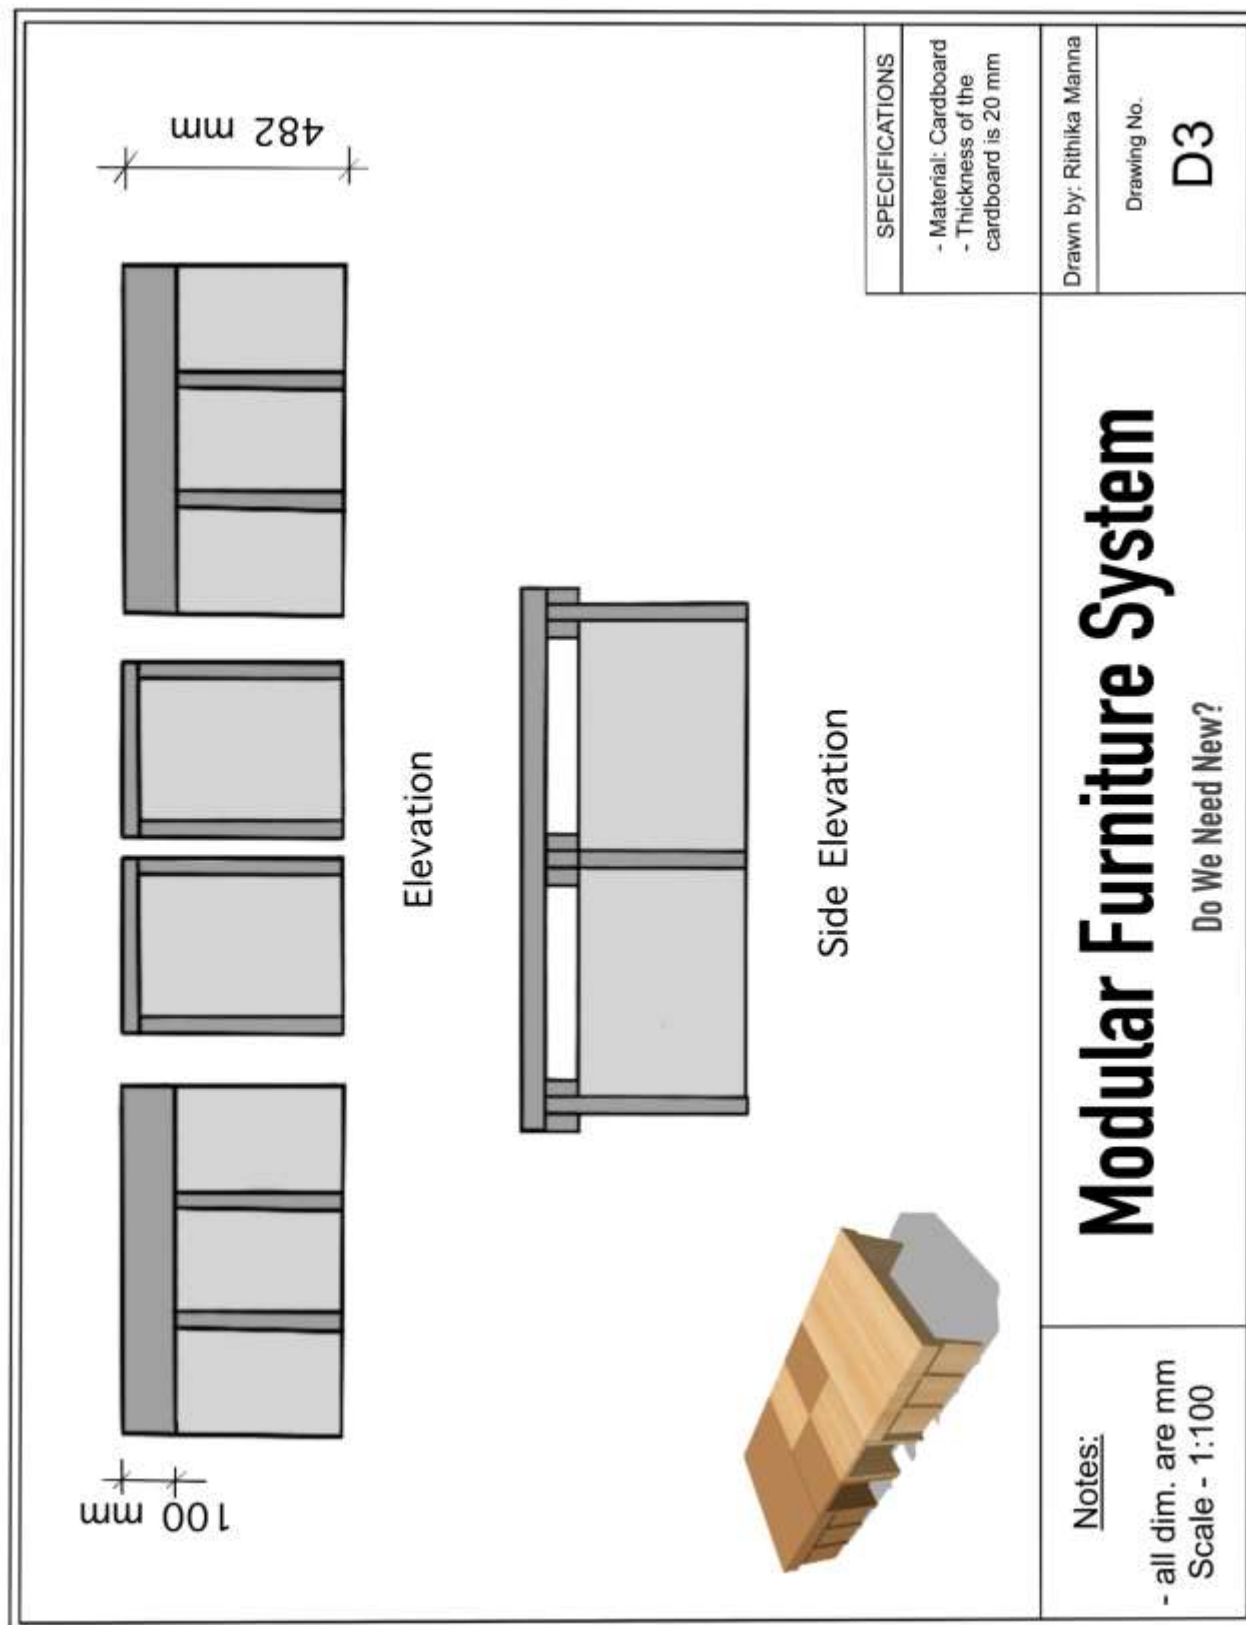 100 mm
482 mm
Elevation
Side Elevation
SPECIFICATIONS
- Material: Cardboard
- Thickness of the
cardboard is 20 mm
Notes:
- all dim. are mm
Scale - 1:100
Modular Furniture System
Do We Need New?
Drawn by: Rithika Manna
Drawing No.
D3